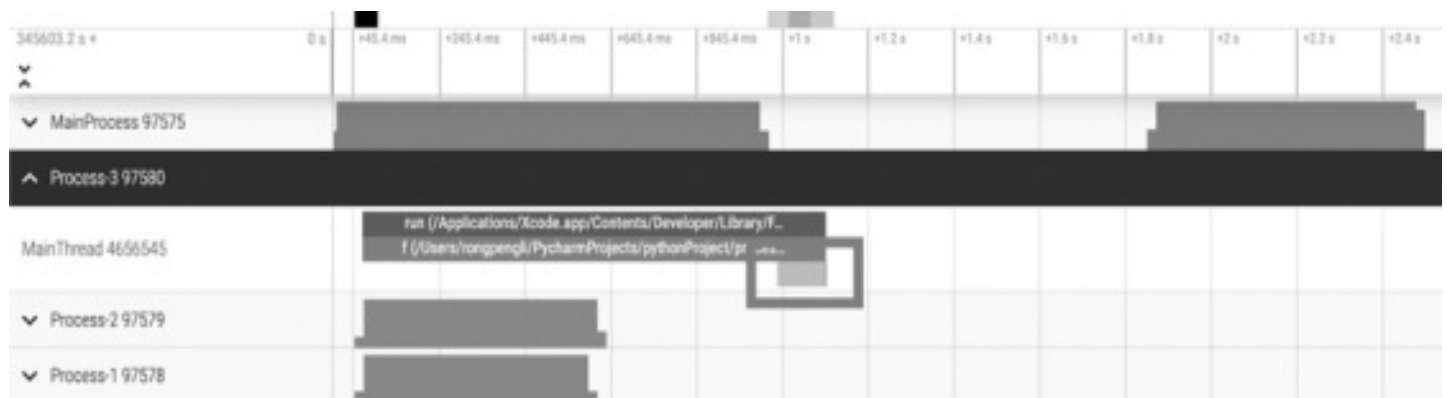 345603.2 s + 0 s +45.4 ms +245.4 ms +445.4 ms +645.4 ms +845.4 ms +1 s +1.2 s +1.4 s +1.6 s +1.8 s +2 s +2.2 s +2.4 s
MainProcess 97575
Process-3 97580
run (/Applications/Xcode.app/Contents/Developer/Library/F...
MainThread 4656545
f (/Users/rongpengli/PycharmProjects/pythonProject/
Process-2 97579
Process-1 97578